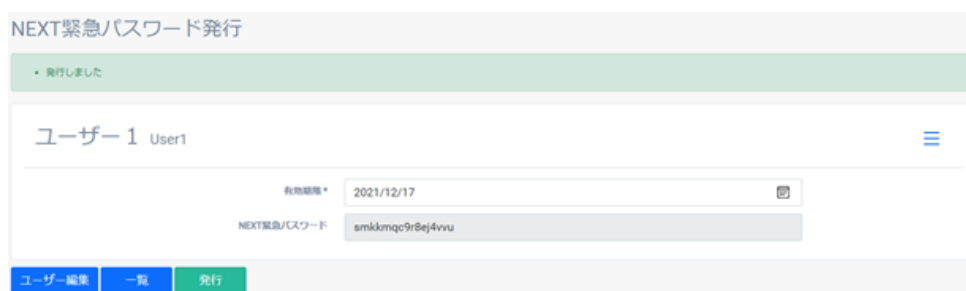 NEXT緊急パスワード発行
• 発行しました
ユーザー 1 User1
有効期限*
2021/12/17
NEXT緊急パスワード
smkkmqc9r8ej4vvu
ユーザー編集 一覧 発行